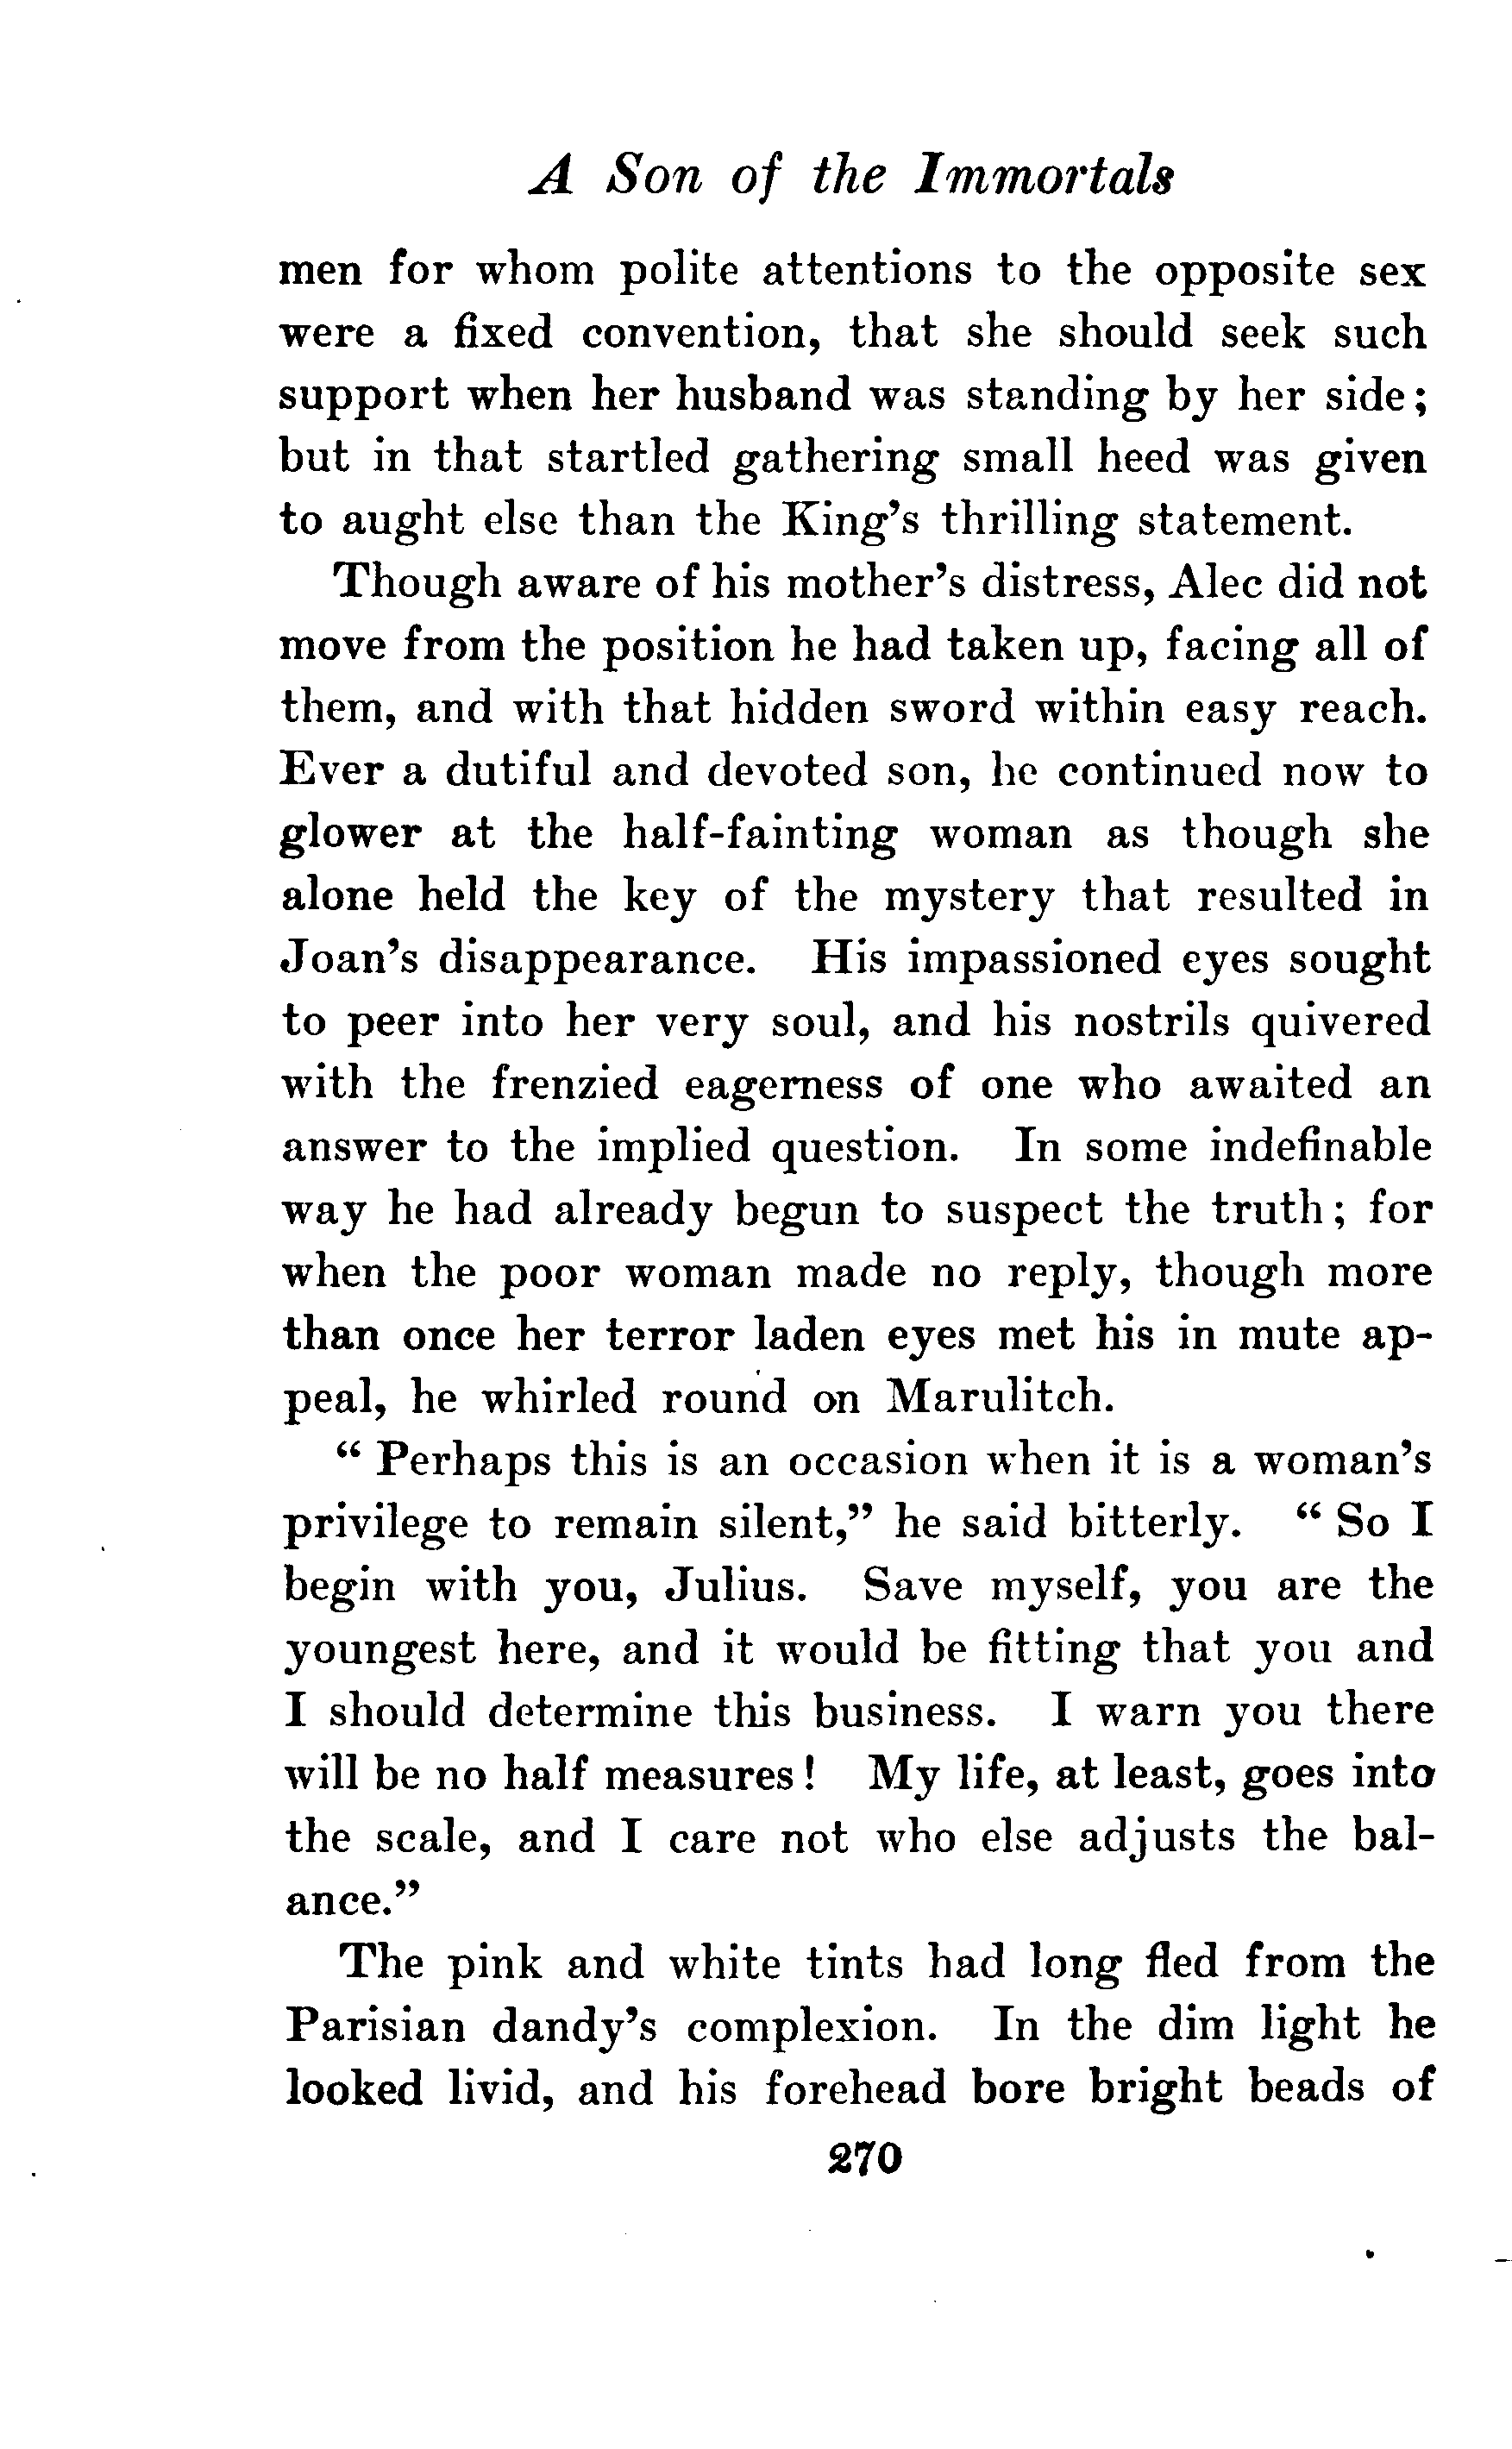 A Son of the Immortals
men for whom polite attentions to the opposite sex
were a fixed convention, that she should seek such
support when her husband was standing by her side;
but in that startled gathering small heed was given
to aught else than the King's thrilling statement.
Though aware of his mother's distress, Alec did not
move from the position he had taken up, facing all of
them, and with that hidden sword within easy reach.
Ever a dutiful and devoted son, he continued now to
glower at the half-fainting woman as though she
alone held the key of the mystery that resulted in
Joan's disappearance. His impassioned eyes sought
to peer into her very soul, and his nostrils quivered
with the frenzied eagerness of one who awaited an
answer to the implied question. In some indefinable
way he had already begun to suspect the truth; for
when the poor woman made no reply, though more
than once her terror laden eyes met his in mute ap-
peal, he whirled round on Marulitch.
“Perhaps this is an occasion when it is a woman's
privilege to remain silent,” he said bitterly. “So I
begin with you, Julius. Save myself, you are the
youngest here, and it would be fitting that you and
I should determine this business. I warn you there
will be no half measures! My life, at least, goes into
the scale, and I care not who else adjusts the bal-
ance.”
The pink and white tints had long fled from the
Parisian dandy's complexion. In the dim light he
looked livid, and his forehead bore bright beads of
270